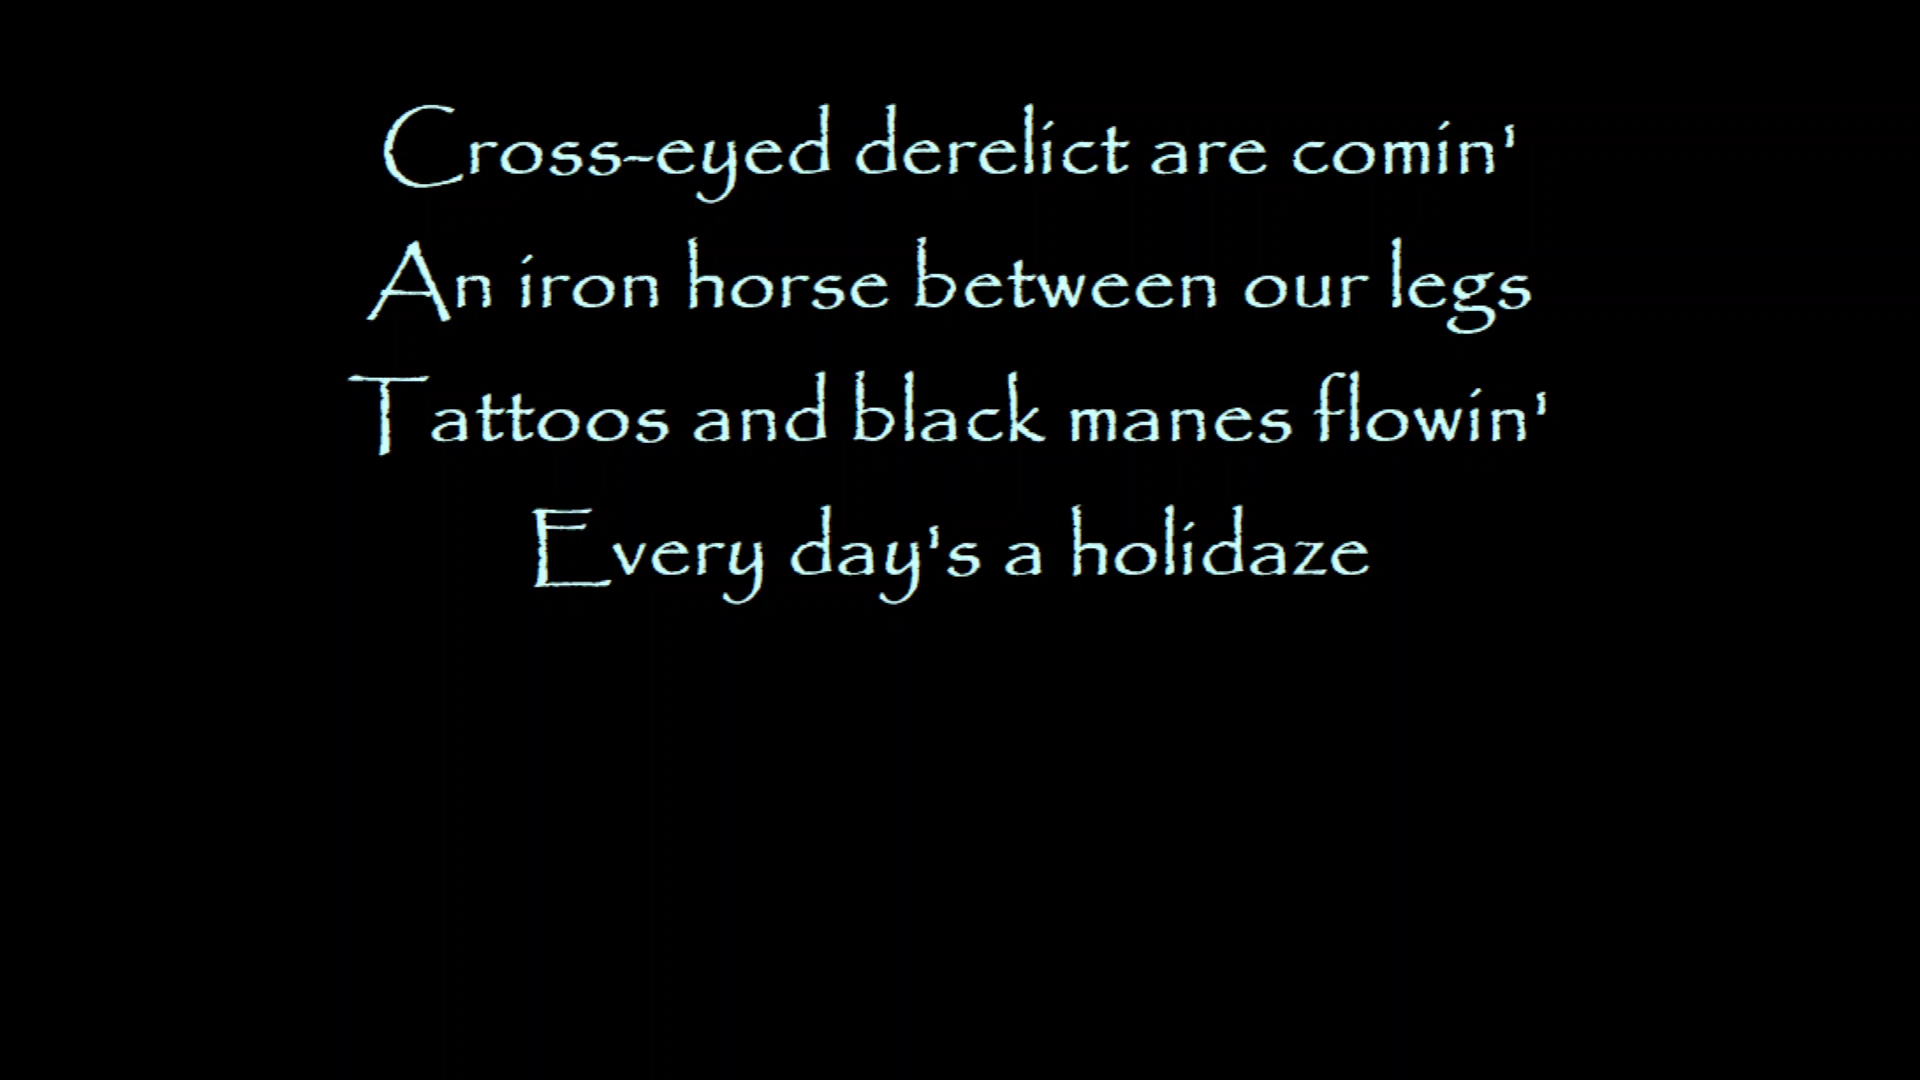 Cross-eyed derelict are comin'
An iron horse between our legs
Tattoos and black manes flowin'
Every day's a holidaze